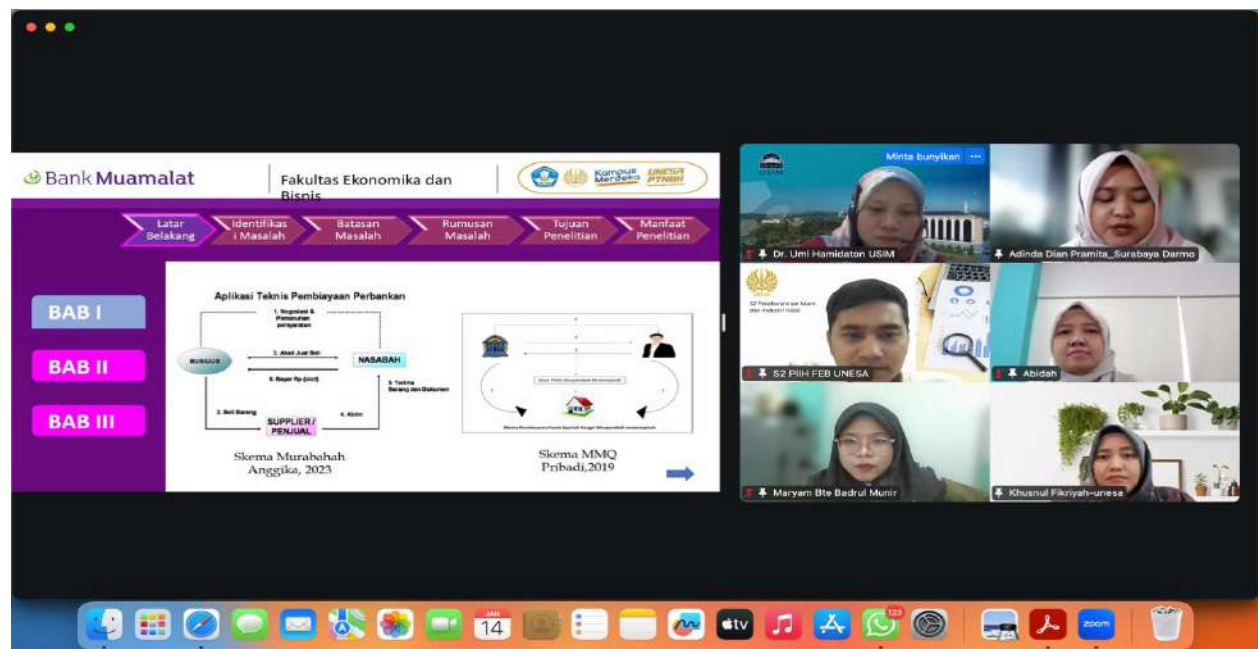 Bank Muamalat
Fakultas Ekonomika dan
Bisnis
Kampus
Merdeka
UNESA
PTNBH
Latar
Belakang
Identifikas
i Masalah
Batasan
Masalah
Rumusan
Masalah
Tujuan
Penelitian
Manfaat
Penelitian
BAB I
BAB II
BAB III
Aplikasi Teknis Pembiayaan Perbankan
1. Negosiasi &
Pemenuhan
persyaratan
2. Akad Jual Beli
6. Bayar Rp (cicil)
NASABAH
5. Terima
Barang dan Dokumen
3. Beli Barang
4. Kirim
SUPPLIER /
PENJUAL
Skema Murabahah
Anggika, 2023
Skema MMQ
Pribadi,2019
USIM
Minta bunyikan
Dr. Umi Hamidaton USIM
Adinda Dian Pramita_Surabaya Darmo
S2 PIIH FEB UNESA
Abidah
Maryam Bte Badrul Munir
Khusnul Fikriyah-unesa
JAN
14
tv
123
zoom